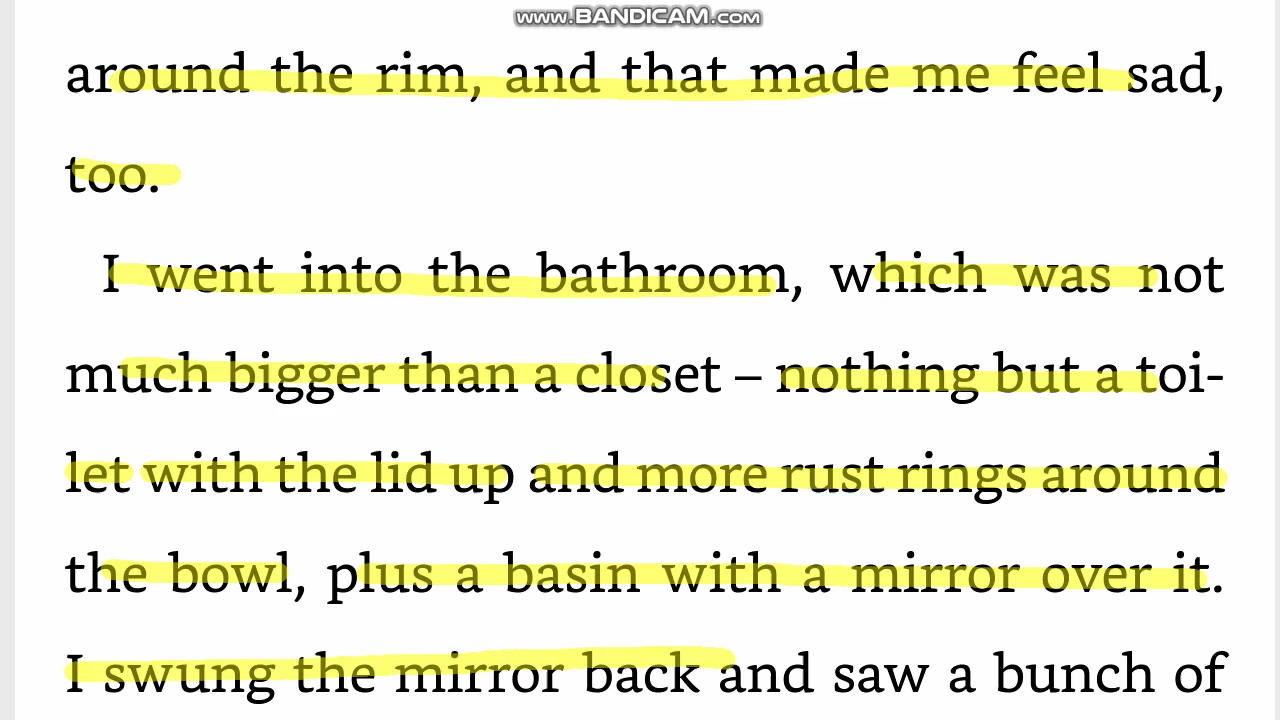 www.BANDICAM.com
around the rim, and that made me feel sad,
too.
I went into the bathroom, which was not
much bigger than a closet – nothing but a toi-
let with the lid up and more rust rings around
the bowl, plus a basin with a mirror over it.
I swung the mirror back and saw a bunch of